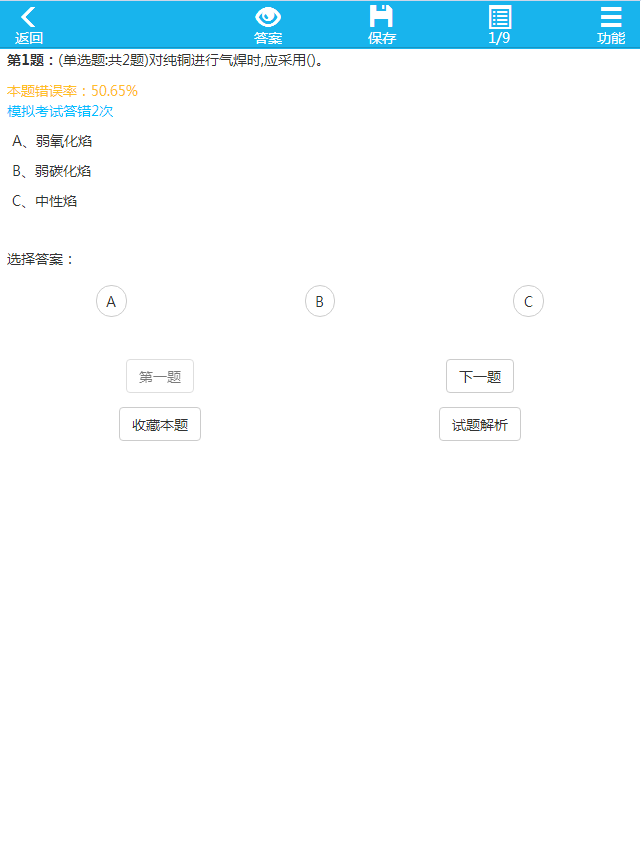 返回 答案 保存 1/9 功能
第1题：(单选题:共2题)对纯铜进行气焊时,应采用()。
本题错误率：50.65%
模拟考试答错2次
A、弱氧化焰
B、弱碳化焰
C、中性焰
选择答案：
A B C
第一题 下一题
收藏本题 试题解析